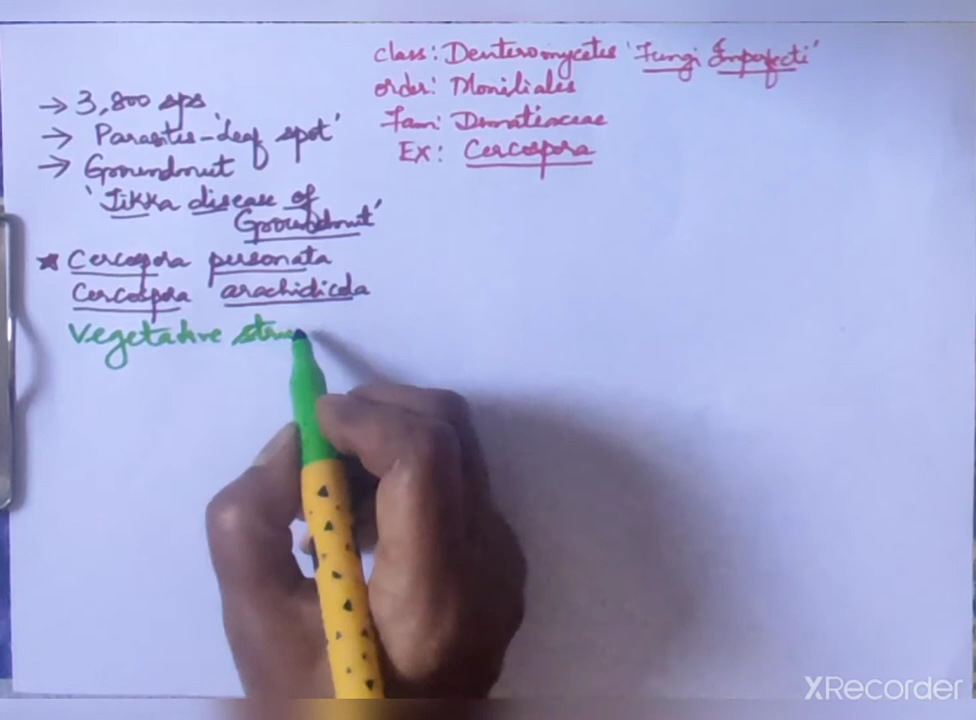 class: Deuteromycetes 'Fungi Imperfecti'
order: Moniliales
Fam: Dematiaceae
Ex: Cercospora
→ 3,800 sps
→ Parasites - 'leaf spot'
→ Groundnut
'Tikka disease of
Groundnut'
* Cercospora personata
Cercospora arachidicola
Vegetative stru
XRecorder